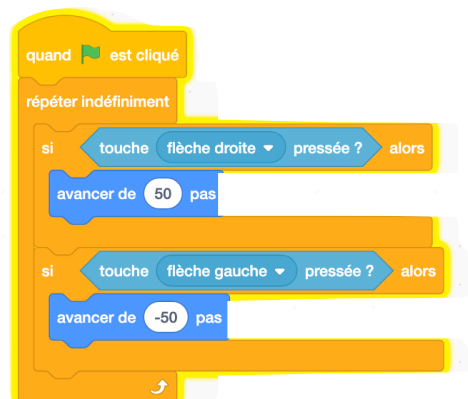 quand est cliqué
répéter indéfiniment
si touche flèche droite pressée ? alors
avancer de 50 pas
si touche flèche gauche pressée ? alors
avancer de -50 pas